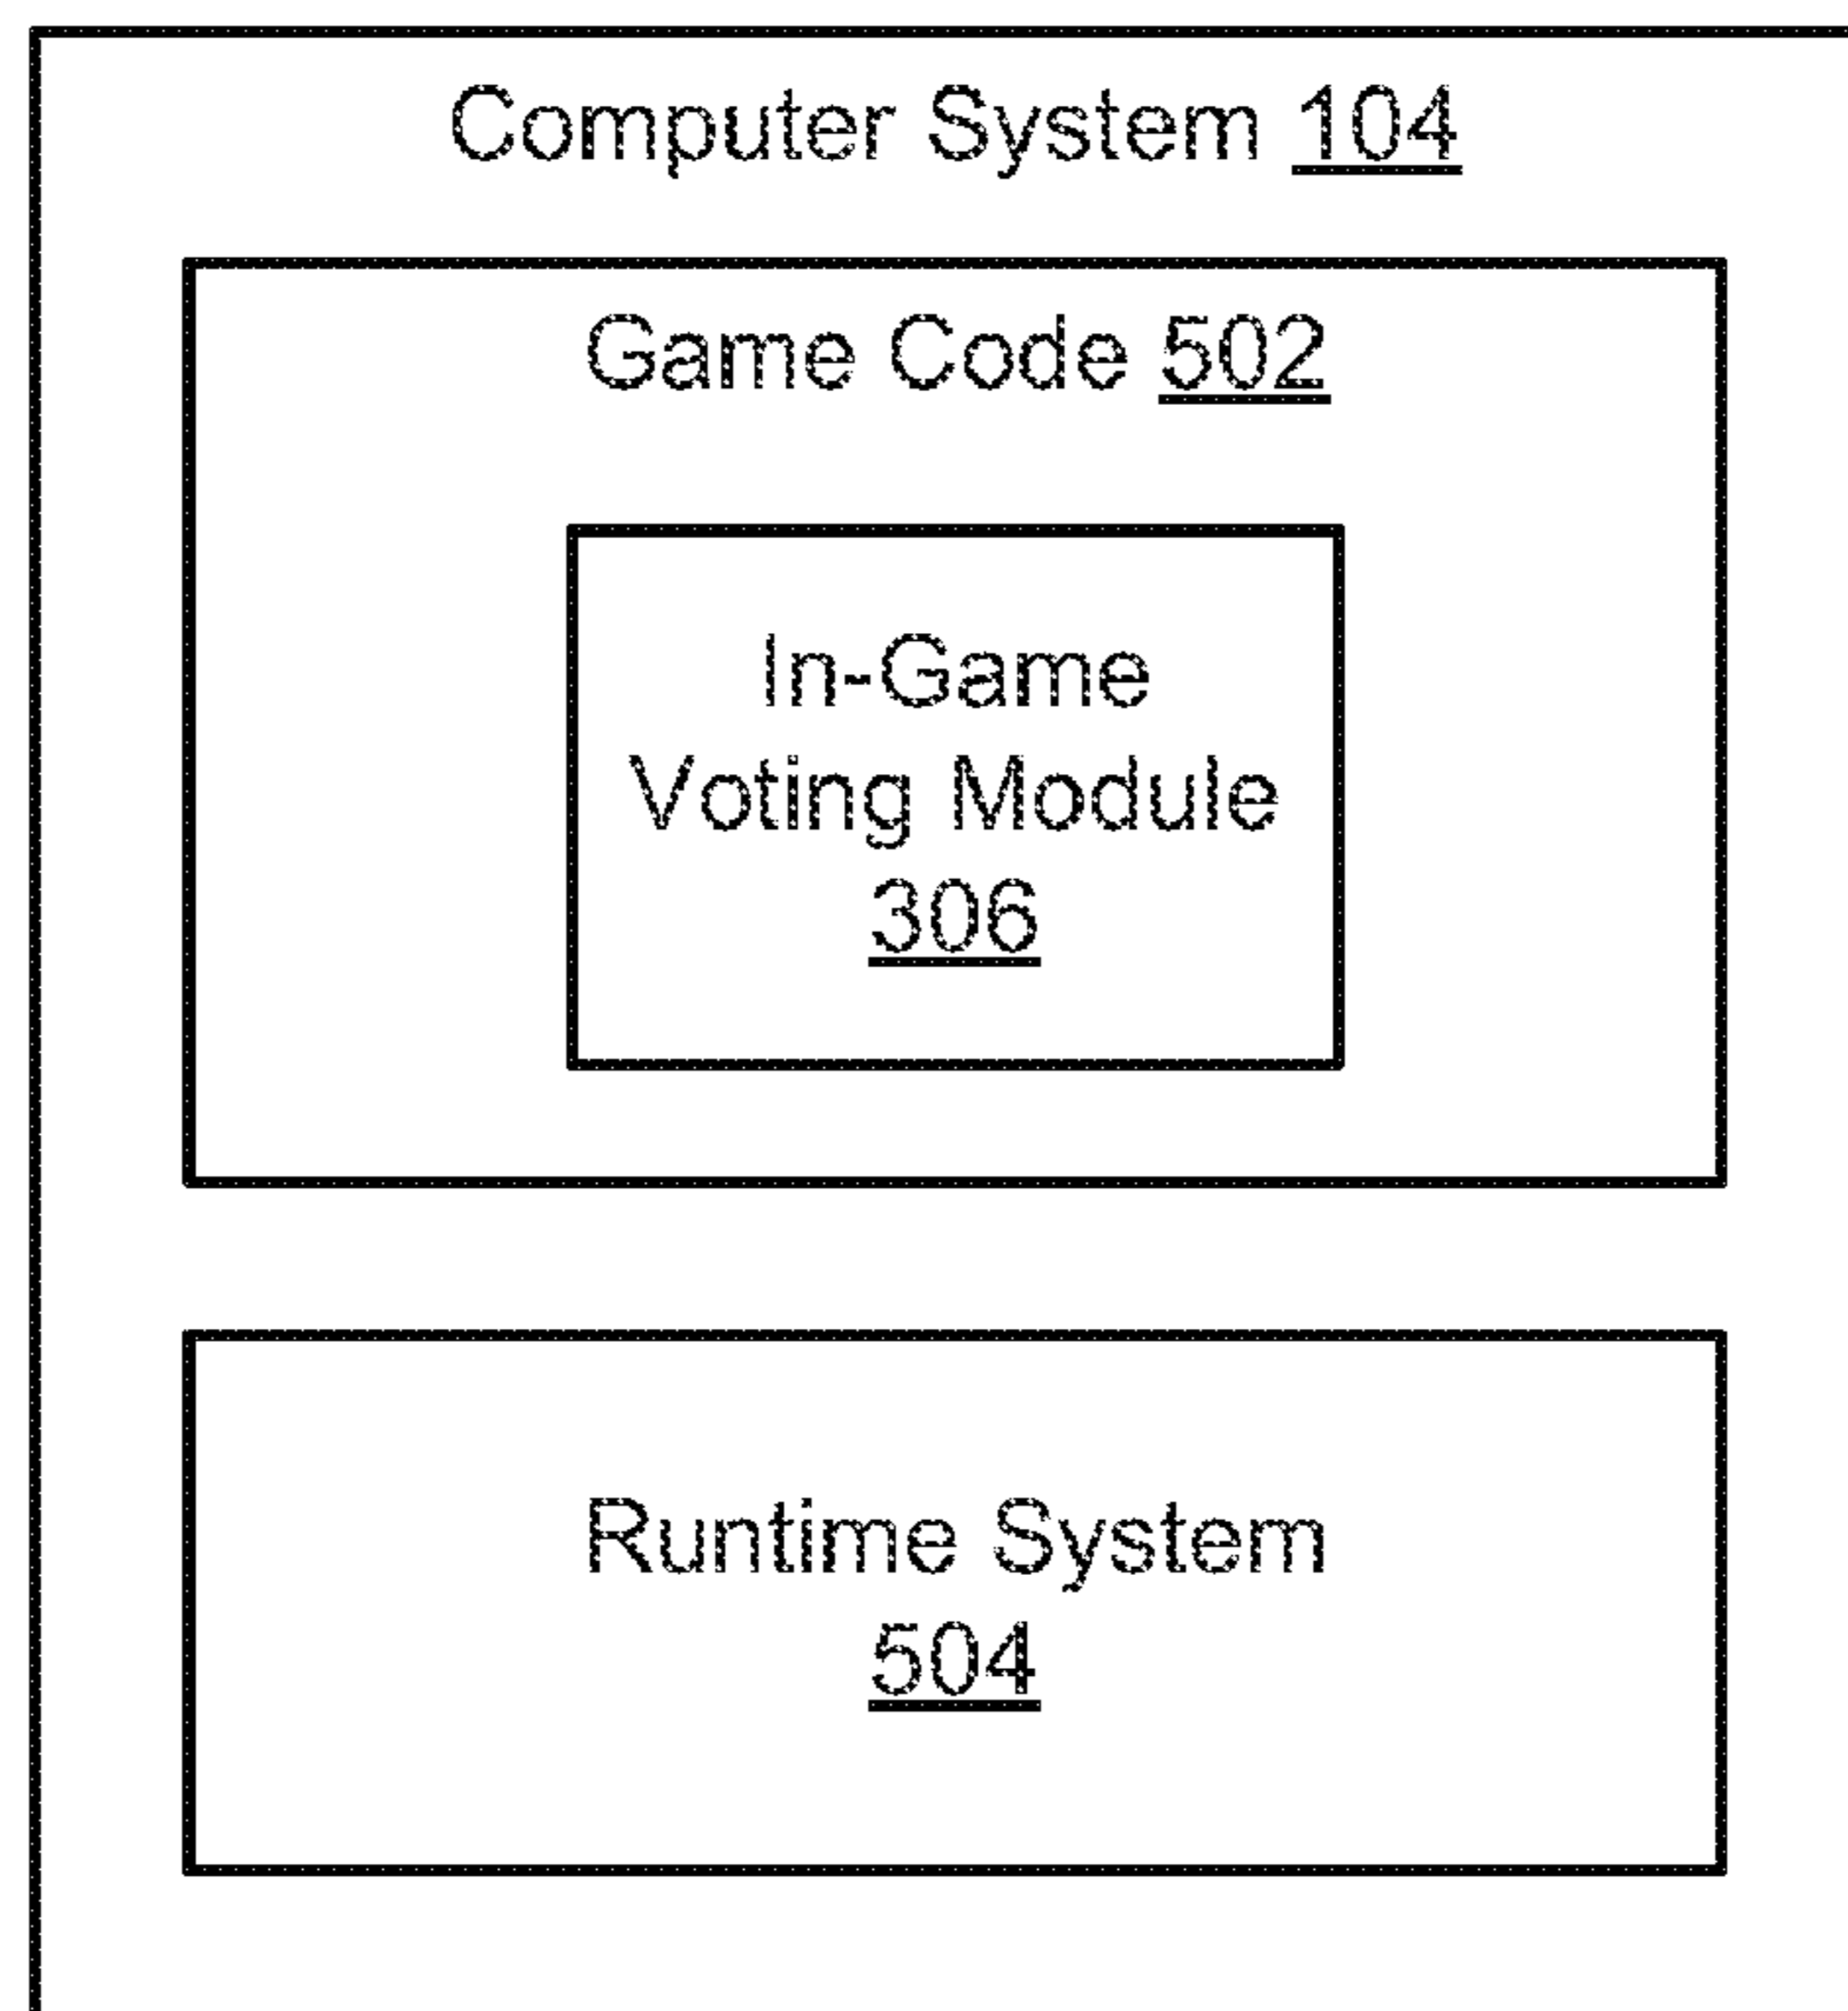 Computer System 104
Game Code 502
In-Game
Voting Module
306
Runtime System
504